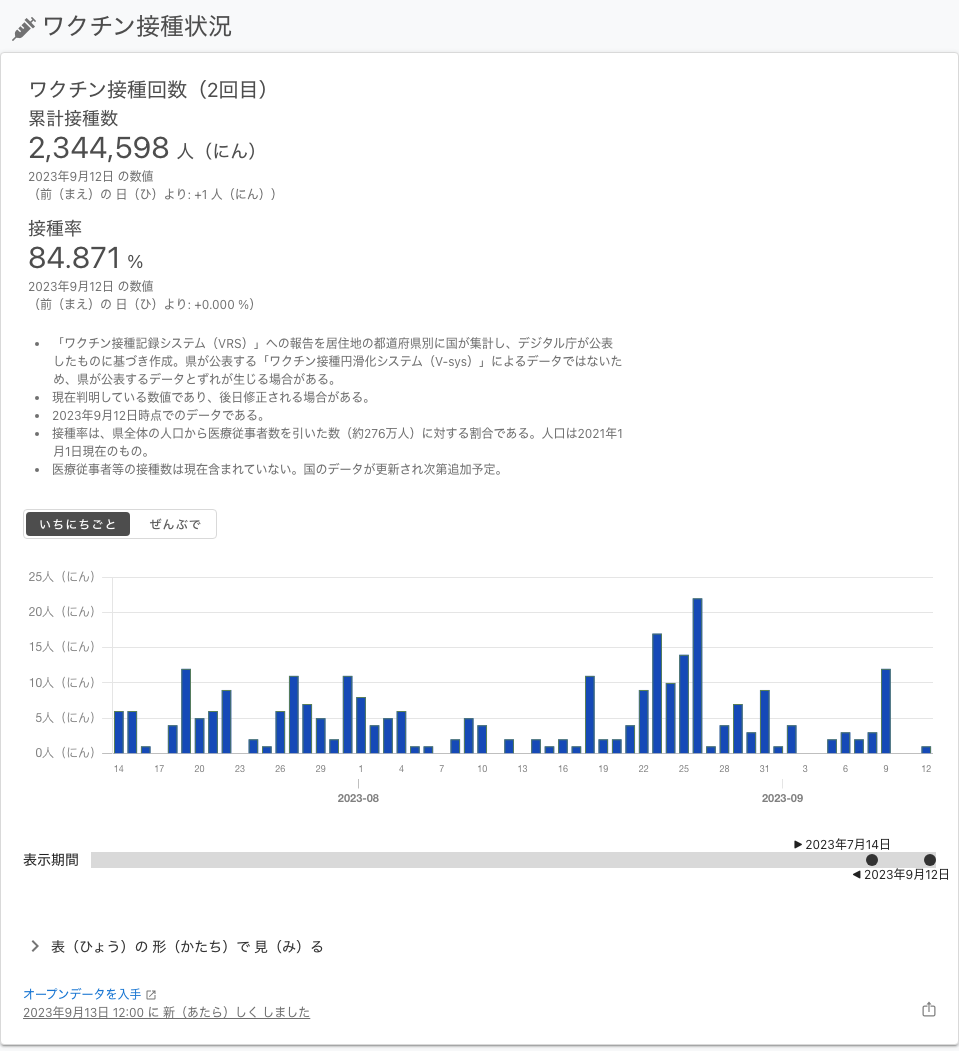 ワクチン接種状況
ワクチン接種回数（2回目）
累計接種数
2,344,598 人（にん）
2023年9月12日 の数値
（前（まえ）の 日（ひ）より: +1 人（にん））
接種率
84.871 %
2023年9月12日 の数値
（前（まえ）の 日（ひ）より: +0.000 %）
• 「ワクチン接種記録システム（VRS）」への報告を居住地の都道府県別に国が集計し、デジタル庁が公表
したものに基づき作成。県が公表する「ワクチン接種円滑化システム（V-sys）」によるデータではないた
め、県が公表するデータとずれが生じる場合がある。
• 現在判明している数値であり、後日修正される場合がある。
• 2023年9月12日時点でのデータである。
• 接種率は、県全体の人口から医療従事者数を引いた数（約276万人）に対する割合である。人口は2021年1
月1日現在のもの。
• 医療従事者等の接種数は現在含まれていない。国のデータが更新され次第追加予定。
いちにちごと ぜんぶで
25人（にん）
20人（にん）
15人（にん）
10人（にん）
5人（にん）
0人（にん）
14 17 20 23 26 29 1 4 7 10 13 16 19 22 25 28 31 3 6 9 12
2023-08 2023-09
▶ 2023年7月14日
表示期間
◀ 2023年9月12日
表（ひょう）の 形（かたち）で 見（み）る
オープンデータを入手
2023年9月13日 12:00 に 新（あたら）しく しました